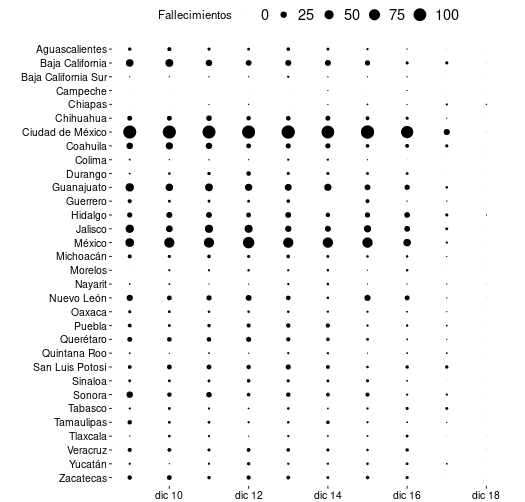 Fallecimientos 0 25 50 75 100
Aguascalientes
Baja California
Baja California Sur
Campeche
Chiapas
Chihuahua
Ciudad de México
Coahuila
Colima
Durango
Guanajuato
Guerrero
Hidalgo
Jalisco
México
Michoacán
Morelos
Nayarit
Nuevo León
Oaxaca
Puebla
Querétaro
Quintana Roo
San Luis Potosí
Sinaloa
Sonora
Tabasco
Tamaulipas
Tlaxcala
Veracruz
Yucatán
Zacatecas
dic 10 dic 12 dic 14 dic 16 dic 18